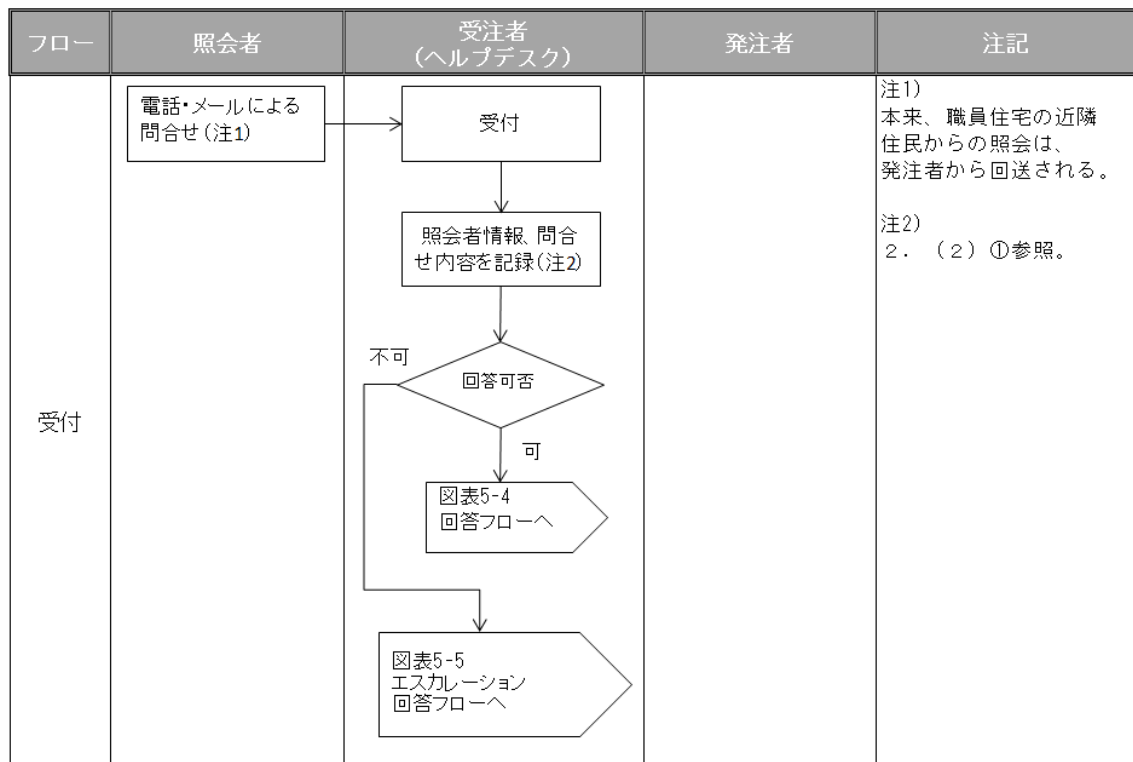 フロー
照会者
受注者
(ヘルプデスク)
発注者
注記
電話・メールによる
問合せ(注1)
受付
注1)
本来、職員住宅の近隣
住民からの照会は、
発注者から回送される。
注2)
２．（２）①参照。
照会者情報、問合
せ内容を記録(注2)
不可
回答可否
受付
可
図表5-4
回答フローへ
図表5-5
エスカレーション
回答フローへ